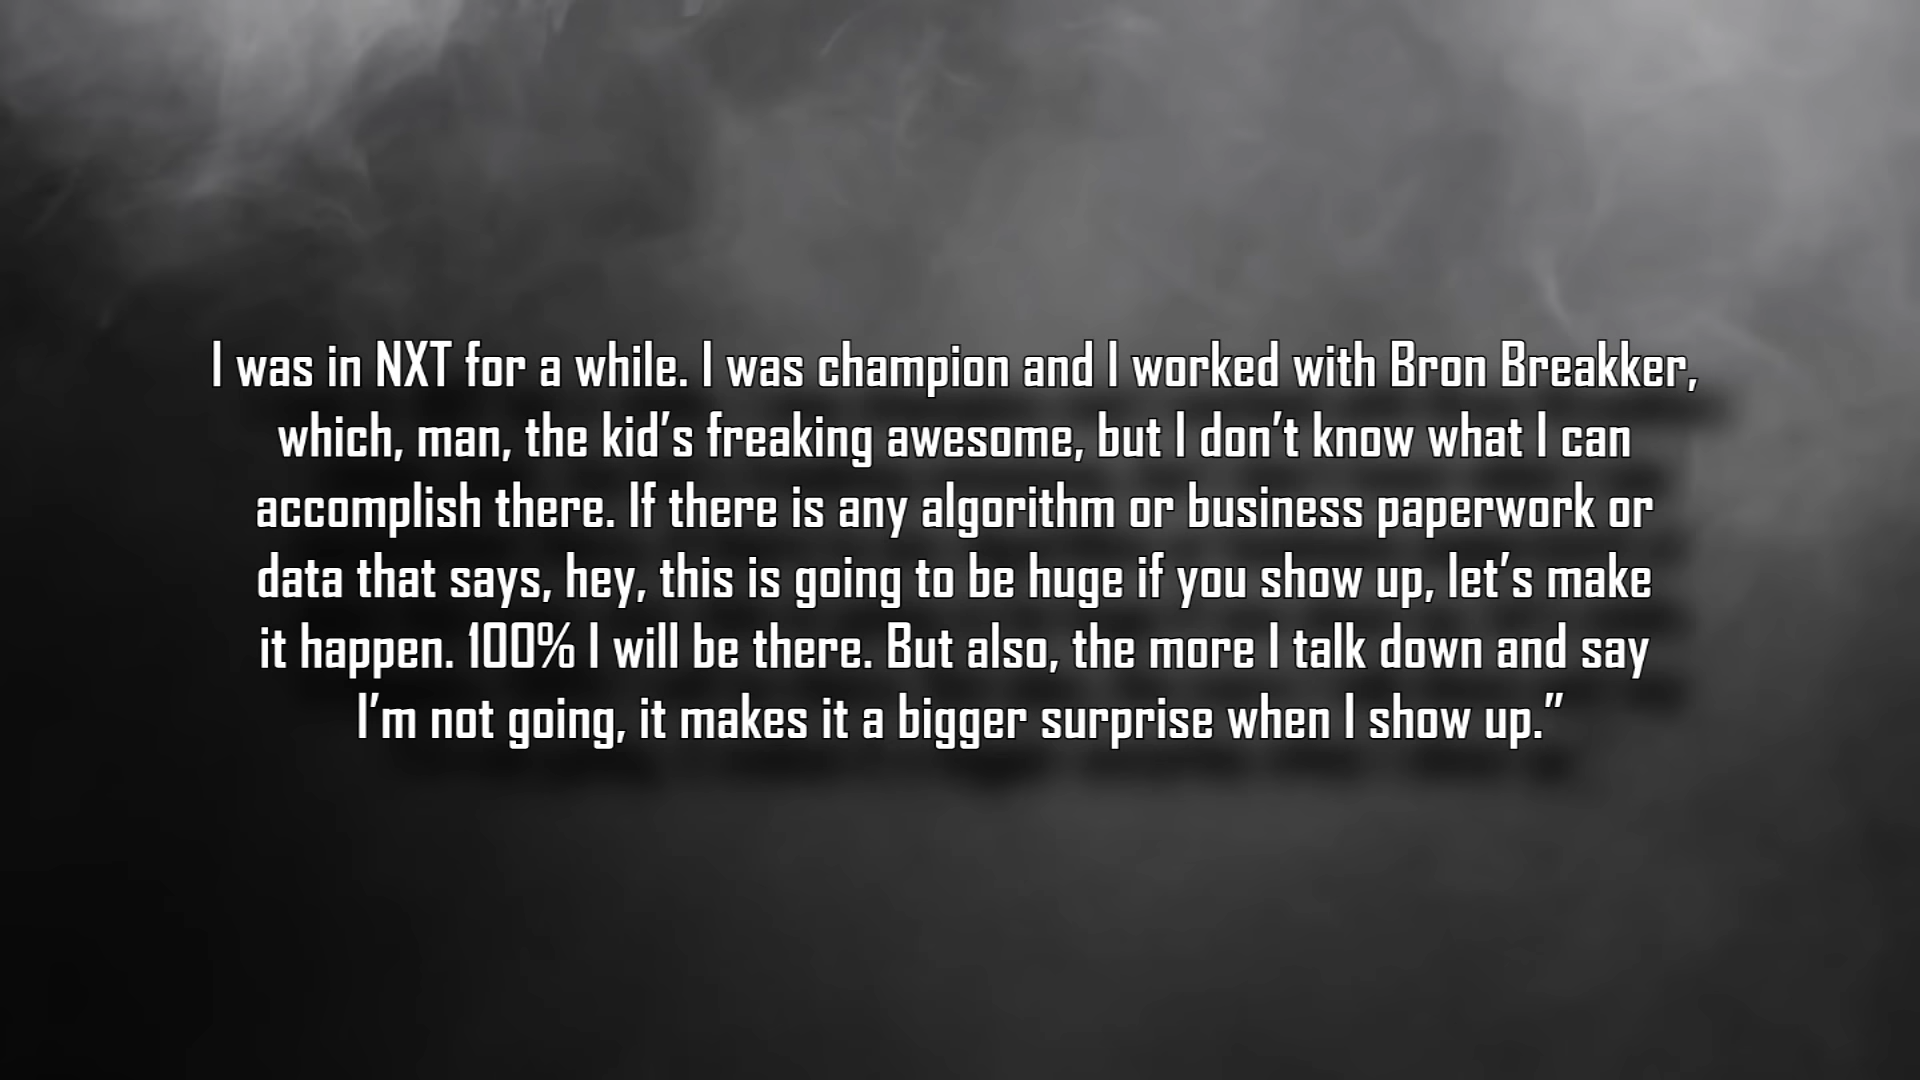 I was in NXT for a while. I was champion and I worked with Bron Breakker,
which, man, the kid’s freaking awesome, but I don’t know what I can
accomplish there. If there is any algorithm or business paperwork or
data that says, hey, this is going to be huge if you show up, let’s make
it happen. 100% I will be there. But also, the more I talk down and say
I’m not going, it makes it a bigger surprise when I show up.”